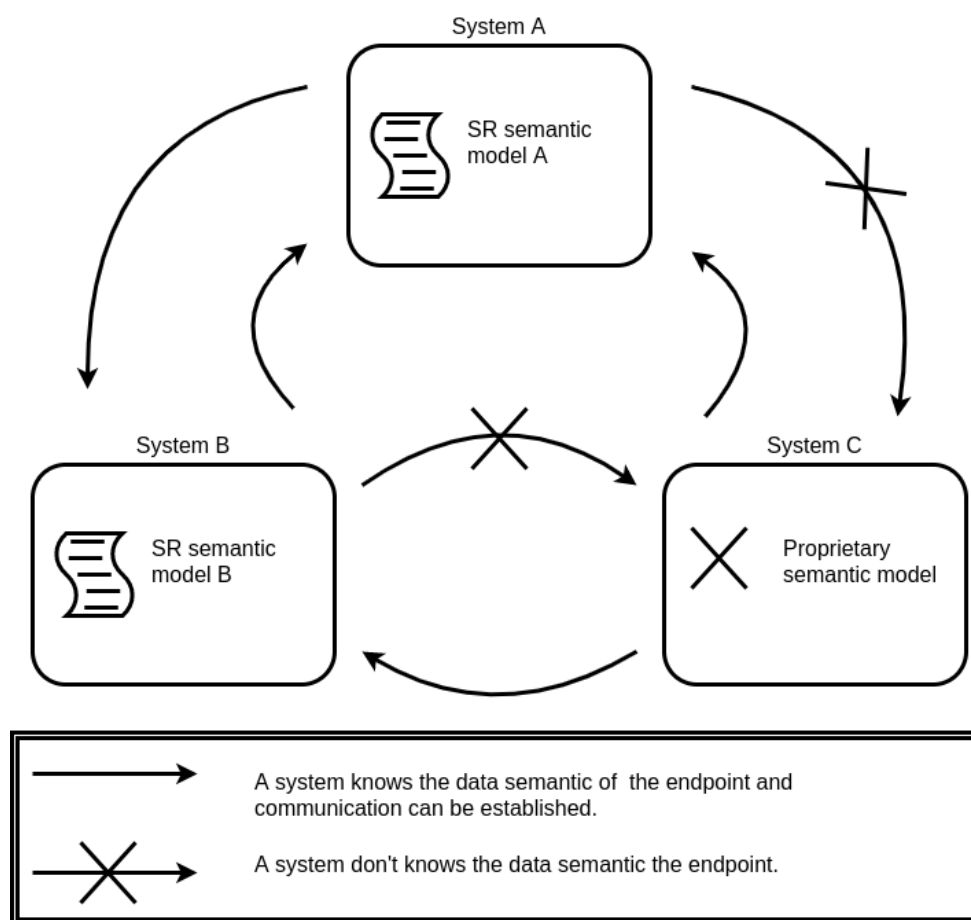 System A
SR semantic
model A
System B
System C
SR semantic
model B
Proprietary
semantic model
A system knows the data semantic of  the endpoint and
communication can be established.
A system don't knows the data semantic the endpoint.